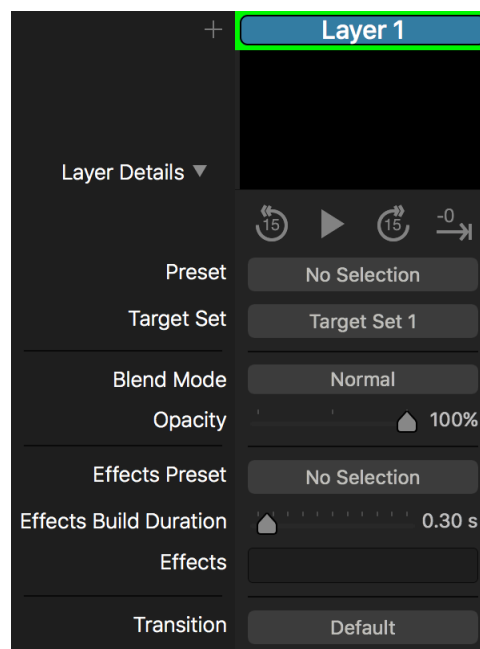 + Layer 1
Layer Details ▼
15 15 -0
Preset No Selection
Target Set Target Set 1
Blend Mode Normal
Opacity 100%
Effects Preset No Selection
Effects Build Duration 0.30 s
Effects
Transition Default